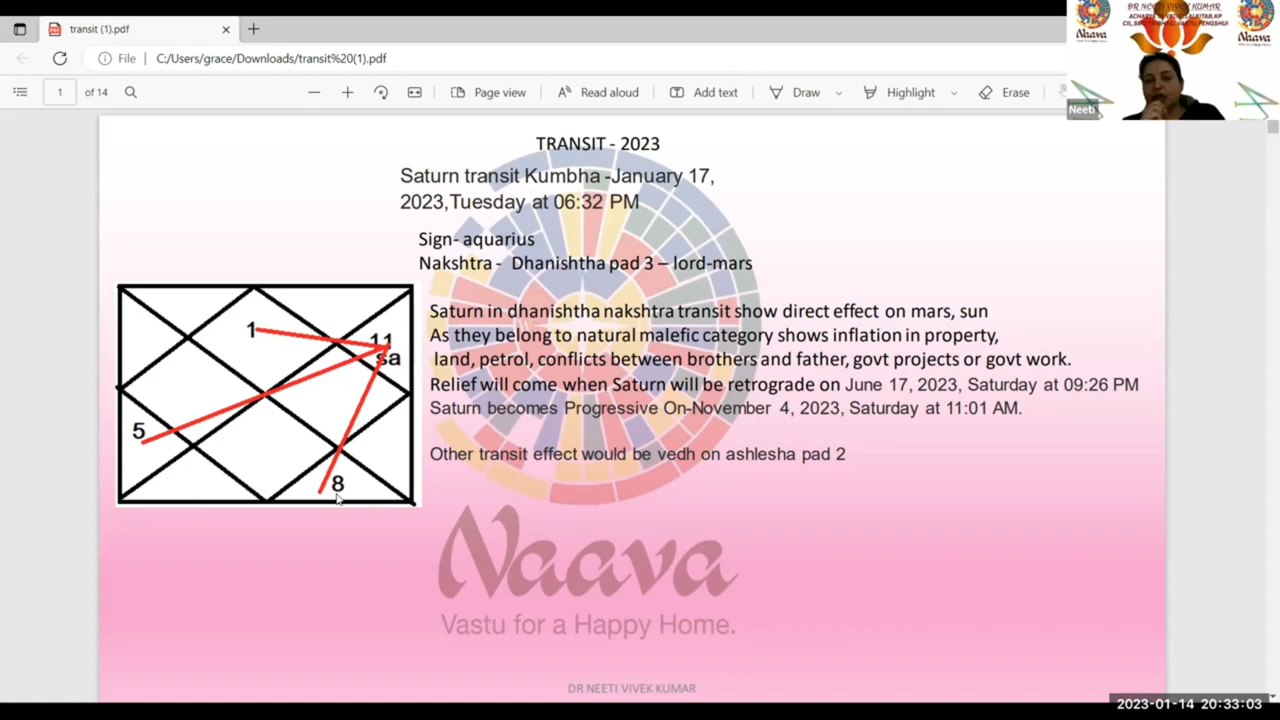 transit (1).pdf
File
C:/Users/grace/Downloads/transit%20(1).pdf
1 of 14
Page view
Read aloud
Add text
Draw
Highlight
Erase
DR NEETI VIVEK KUMAR
Naava
Neeti
TRANSIT - 2023
Saturn transit Kumbha -January 17,
2023,Tuesday at 06:32 PM
Sign- aquarius
Nakshtra - Dhanishtha pad 3 – lord-mars
1
11
sa
5
8
Saturn in dhanishtha nakshtra transit show direct effect on mars, sun
As they belong to natural malefic category shows inflation in property,
land, petrol, conflicts between brothers and father, govt projects or govt work.
Relief will come when Saturn will be retrograde on June 17, 2023, Saturday at 09:26 PM
Saturn becomes Progressive On-November 4, 2023, Saturday at 11:01 AM.
Other transit effect would be vedh on ashlesha pad 2
Naava
Vastu for a Happy Home.
DR NEETI VIVEK KUMAR
2023-01-14 20:33:03